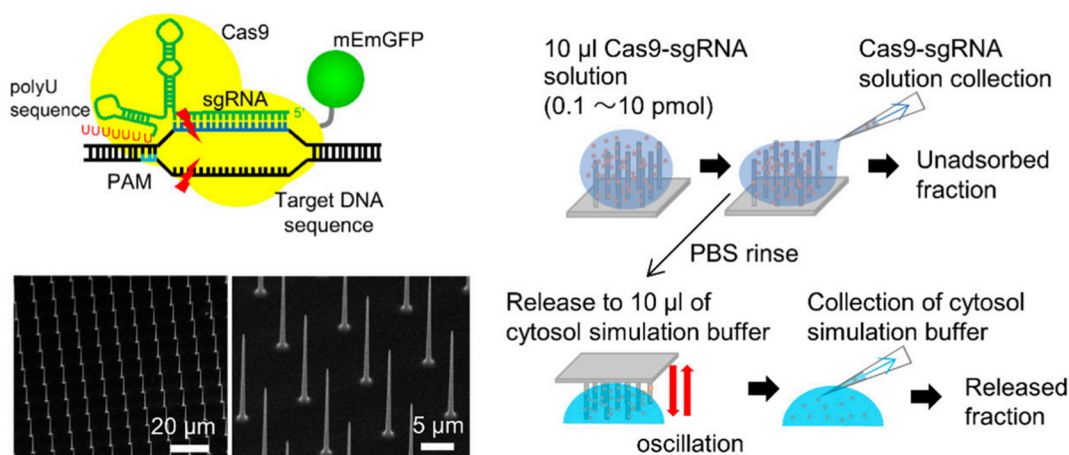 Cas9
mEmGFP
polyU
sequence
sgRNA
5'
UUUUUUU
PAM
Target DNA
sequence
20 µm
5 µm
10 µl Cas9-sgRNA
solution
(0.1 ～10 pmol)
Cas9-sgRNA
solution collection
Unadsorbed
fraction
PBS rinse
Release to 10 µl of
cytosol simulation buffer
Collection of cytosol
simulation buffer
oscillation
Released
fraction